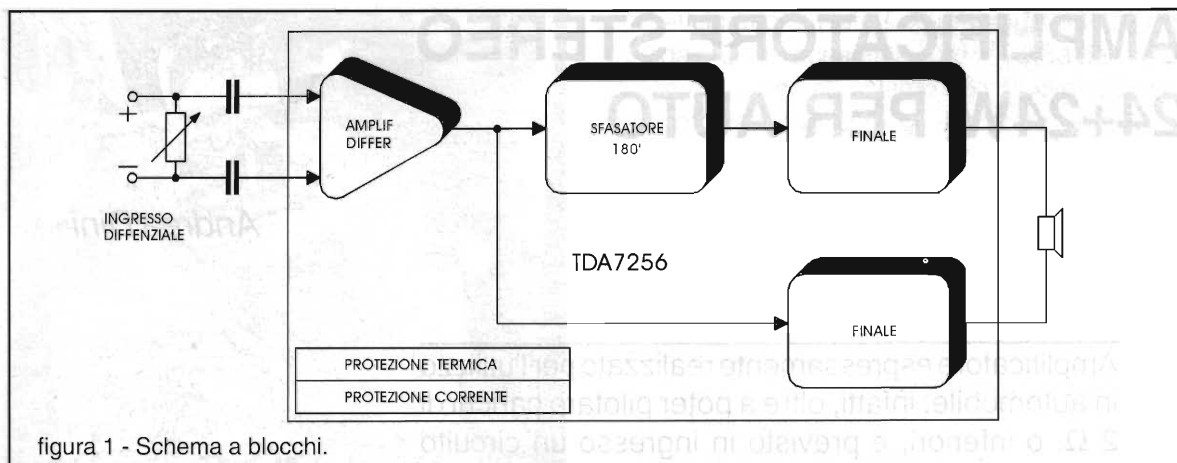 AMPLIFICATORE STEREO
24+24W PER AUTO
+
–
INGRESSO
DIFFENZIALE
AMPLIF
DIFFER
SFASATORE
180'
FINALE
TDA7256
FINALE
PROTEZIONE TERMICA
PROTEZIONE CORRENTE
Amplificatore espressamente realizzato per l'utilizzo
in automobile, infatti, oltre a poter pilotare carichi di
2 Ω o inferiori, è previsto in ingresso un circuito
figura 1 - Schema a blocchi.